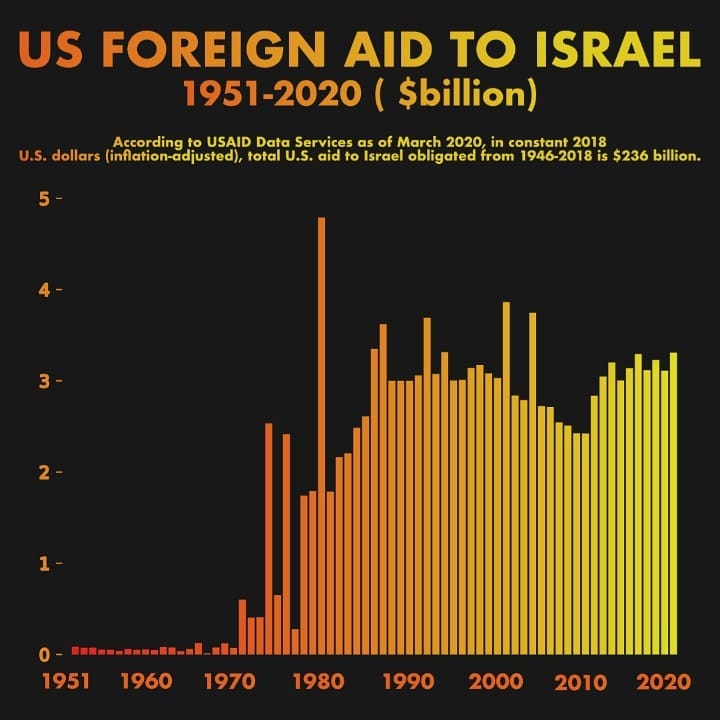 US FOREIGN AID TO ISRAEL
1951-2020 ( $billion)
According to USAID Data Services as of March 2020, in constant 2018
U.S. dollars (inflation-adjusted), total U.S. aid to Israel obligated from 1946-2018 is $236 billion.
5
4
3
2
1
0
1951 1960 1970 1980 1990 2000 2010 2020